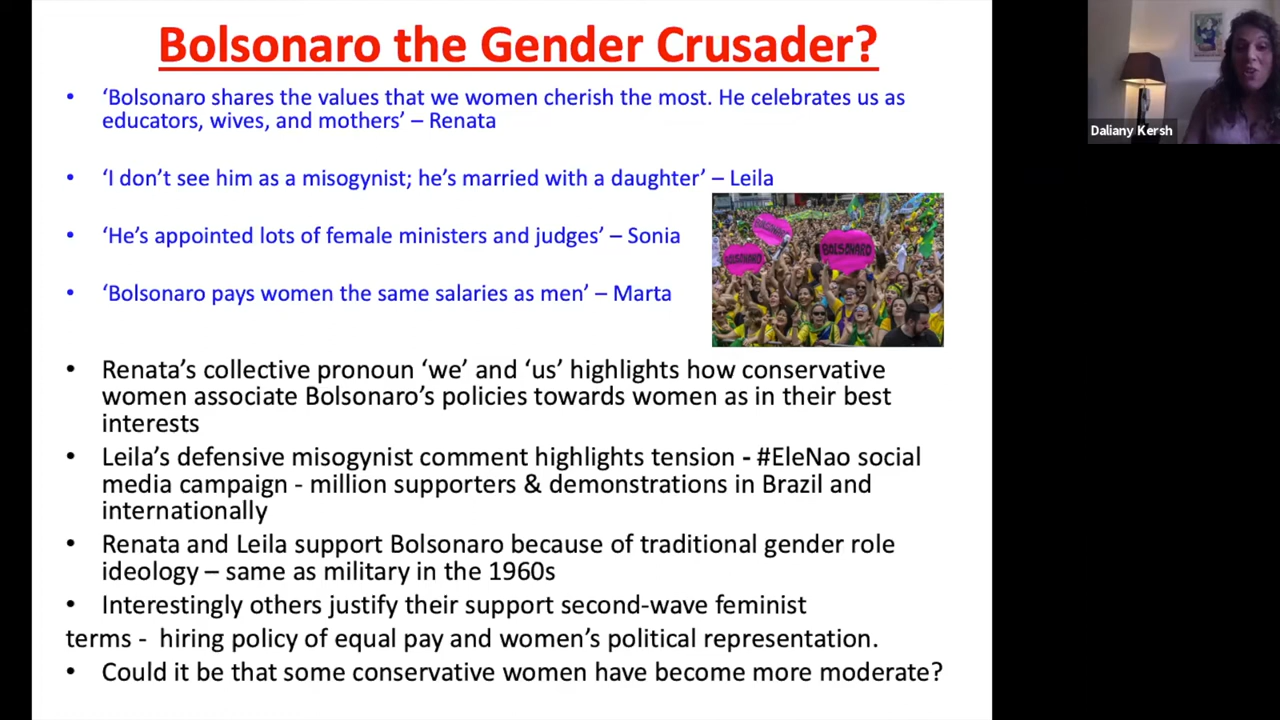 Bolsonaro the Gender Crusader?
• ‘Bolsonaro shares the values that we women cherish the most. He celebrates us as
educators, wives, and mothers’ – Renata
• ‘I don’t see him as a misogynist; he’s married with a daughter’ – Leila
• ‘He’s appointed lots of female ministers and judges’ – Sonia
• ‘Bolsonaro pays women the same salaries as men’ – Marta
BOLSONARO
BOLSONARO
BOLSONARO
• Renata’s collective pronoun ‘we’ and ‘us’ highlights how conservative
women associate Bolsonaro’s policies towards women as in their best
interests
• Leila’s defensive misogynist comment highlights tension - #EleNao social
media campaign - million supporters & demonstrations in Brazil and
internationally
• Renata and Leila support Bolsonaro because of traditional gender role
ideology – same as military in the 1960s
• Interestingly others justify their support second-wave feminist
terms - hiring policy of equal pay and women’s political representation.
• Could it be that some conservative women have become more moderate?
Daliany Kersh